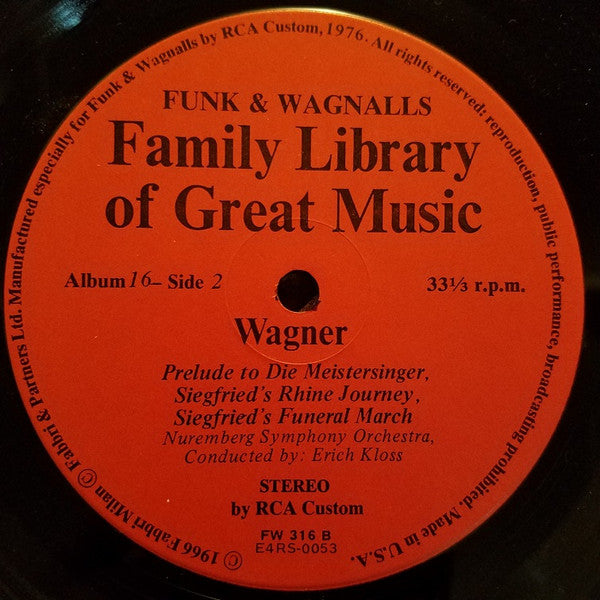 © 1966 Fabbri Milan © Fabbri & Partners Ltd. Manufactured especially for Funk & Wagnalls by RCA Custom, 1976. All rights reserved: reproduction, public performance, broadcasting prohibited. Made in U.S.A.
FUNK & WAGNALLS
Family Library
of Great Music
Album 16– Side 2
33⅓ r.p.m.
Wagner
Prelude to Die Meistersinger,
Siegfried's Rhine Journey,
Siegfried's Funeral March
Nuremberg Symphony Orchestra,
Conducted by: Erich Kloss
STEREO
by RCA Custom
FW 316 B
E4RS-0053